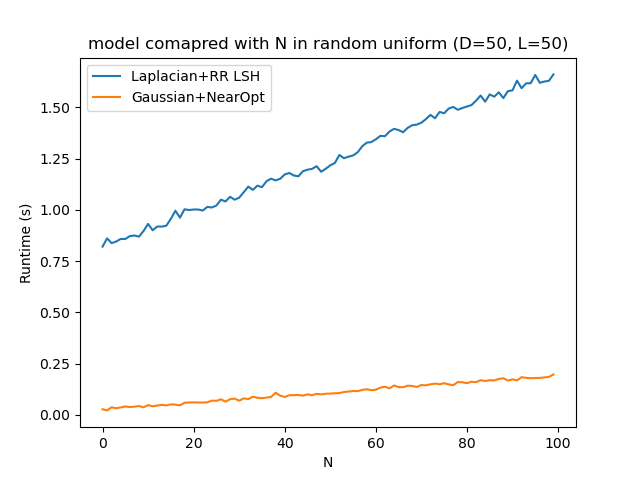 model comapred with N in random uniform (D=50, L=50)
Laplacian+RR LSH
Gaussian+NearOpt
1.50
1.25
1.00
0.75
0.50
0.25
0.00
Runtime (s)
0 20 40 60 80 100
N